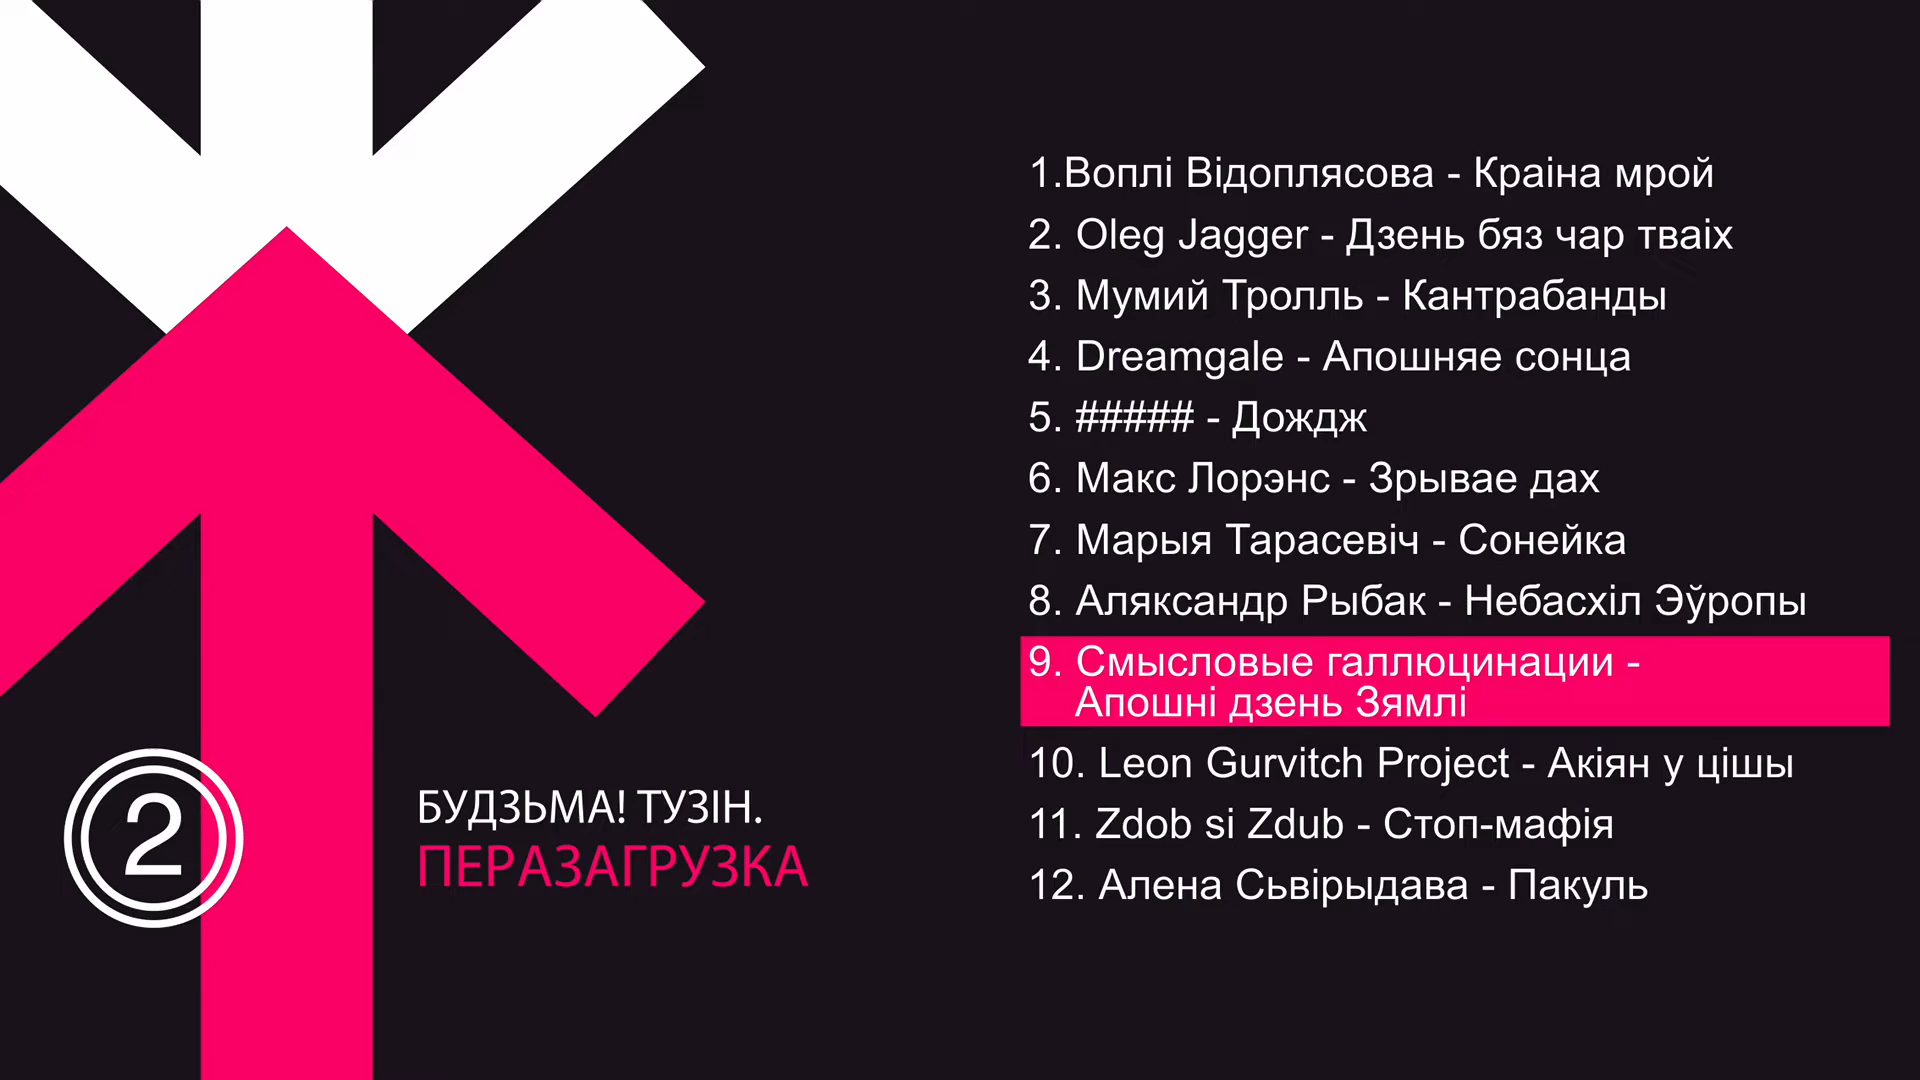 1.Воплі Відоплясова - Краіна мрой
2. Oleg Jagger - Дзень бяз чар тваіх
3. Мумий Тролль - Кантрабанды
4. Dreamgale - Апошняе сонца
5. ##### - Дождж
6. Макс Лорэнс - Зрывае дах
7. Марыя Тарасевіч - Сонейка
8. Аляксандр Рыбак - Небасхіл Эўропы
9. Смысловые галлюцинации -
Апошні дзень Зямлі
10. Leon Gurvitch Project - Акіян у цішы
11. Zdob si Zdub - Стоп-мафія
12. Алена Сьвірыдава - Пакуль
2
БУДЗЬМА! ТУЗІН.
ПЕРАЗАГРУЗКА